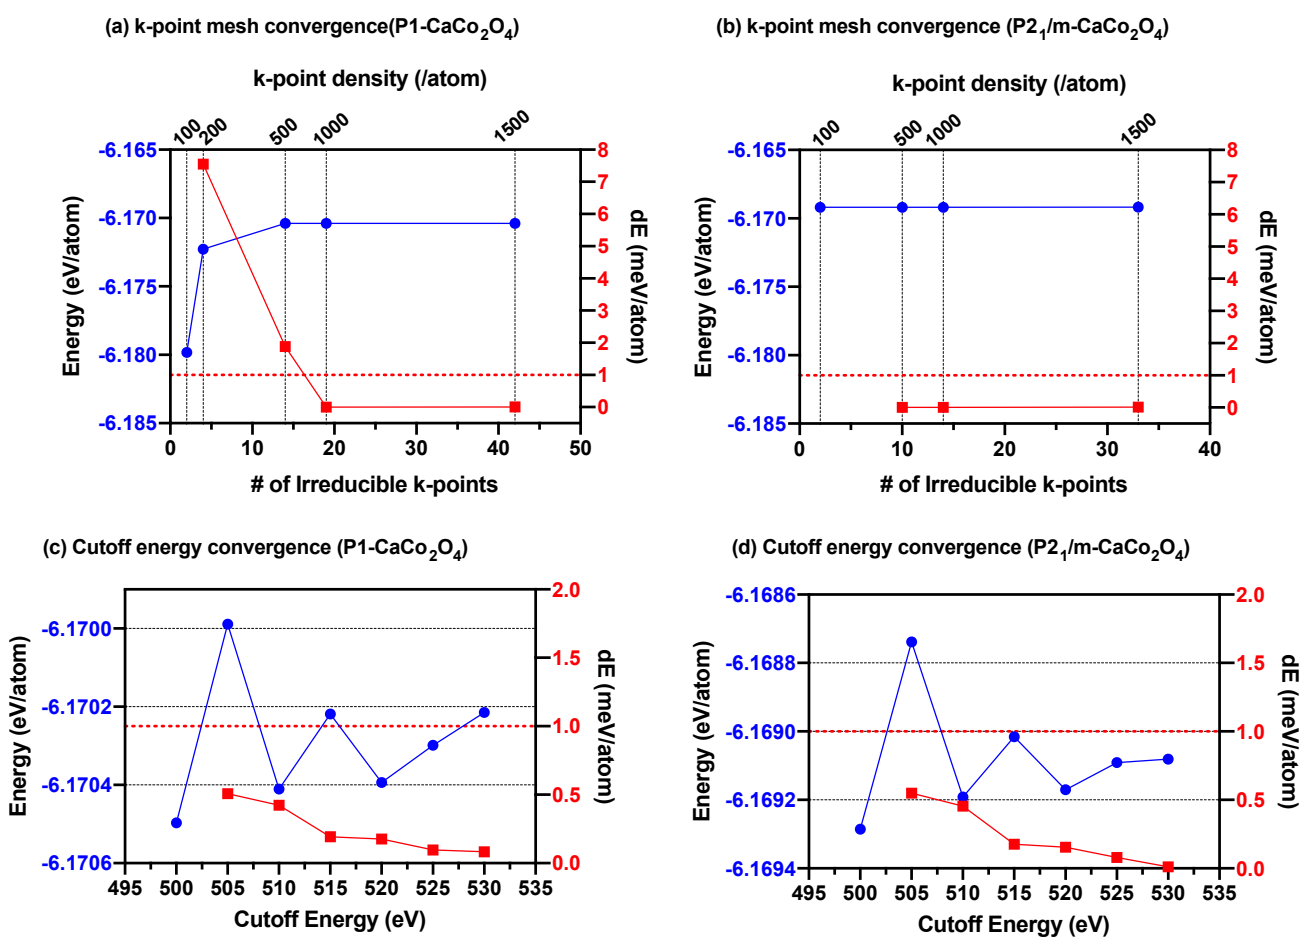 (a) k-point mesh convergence(P1-CaCo2O4)
k-point density (/atom)
100 200 500 1000 1500
-6.165
-6.170
-6.175
-6.180
-6.185
Energy (eV/atom)
8
7
6
5
4
3
2
1
0
dE (meV/atom)
0 10 20 30 40 50
# of Irreducible k-points
(b) k-point mesh convergence (P21/m-CaCo2O4)
k-point density (/atom)
100 500 1000 1500
-6.165
-6.170
-6.175
-6.180
-6.185
Energy (eV/atom)
8
7
6
5
4
3
2
1
0
dE (meV/atom)
0 10 20 30 40
# of Irreducible k-points
(c) Cutoff energy convergence (P1-CaCo2O4)
-6.1700
-6.1702
-6.1704
-6.1706
Energy (eV/atom)
2.0
1.5
1.0
0.5
0.0
dE (meV/atom)
495 500 505 510 515 520 525 530 535
Cutoff Energy (eV)
(d) Cutoff energy convergence (P21/m-CaCo2O4)
-6.1686
-6.1688
-6.1690
-6.1692
-6.1694
Energy (eV/atom)
2.0
1.5
1.0
0.5
0.0
dE (meV/atom)
495 500 505 510 515 520 525 530 535
Cutoff Energy (eV)